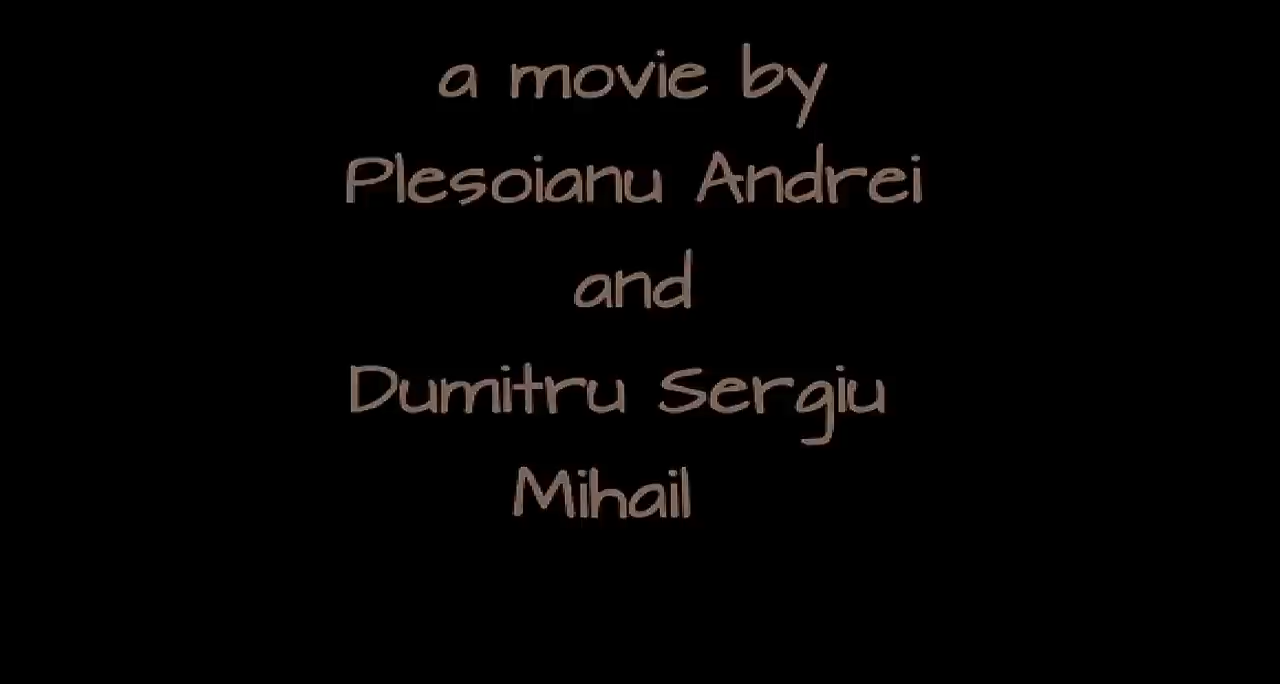 a movie by
Plesoianu Andrei
and
Dumitru Sergiu
Mihail